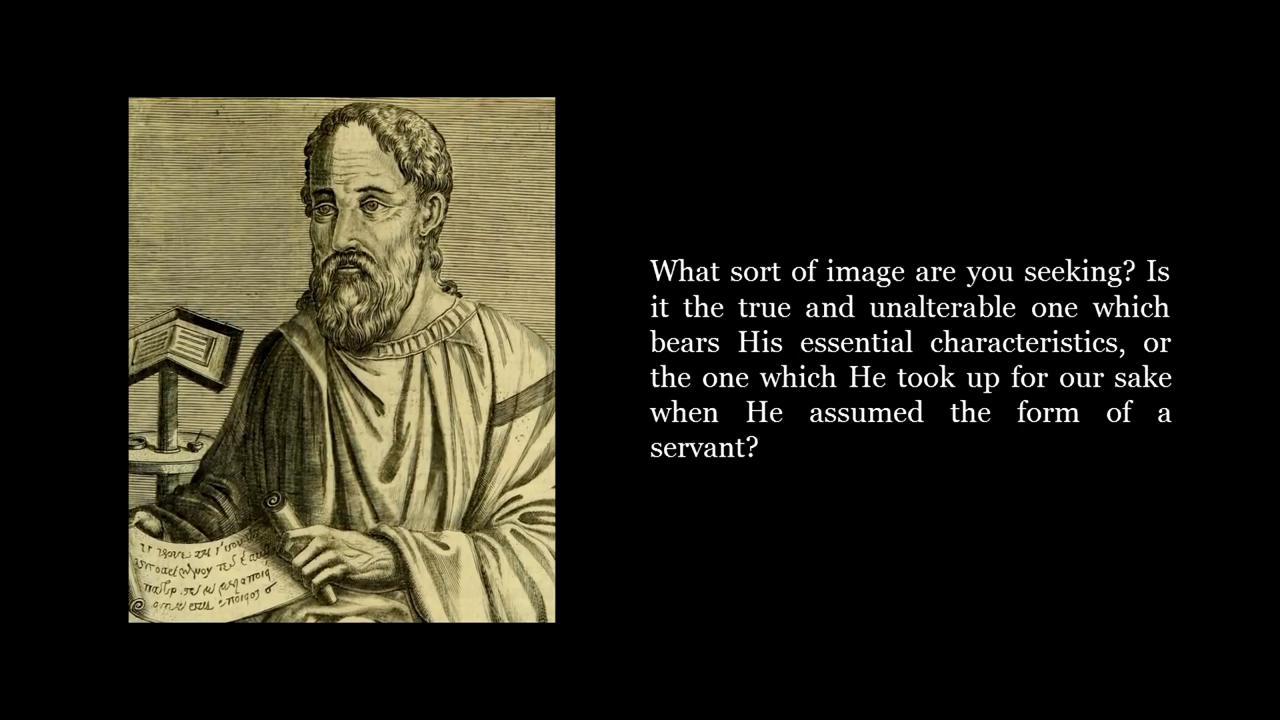 What sort of image are you seeking? Is
it the true and unalterable one which
bears His essential characteristics, or
the one which He took up for our sake
when He assumed the form of a
servant?